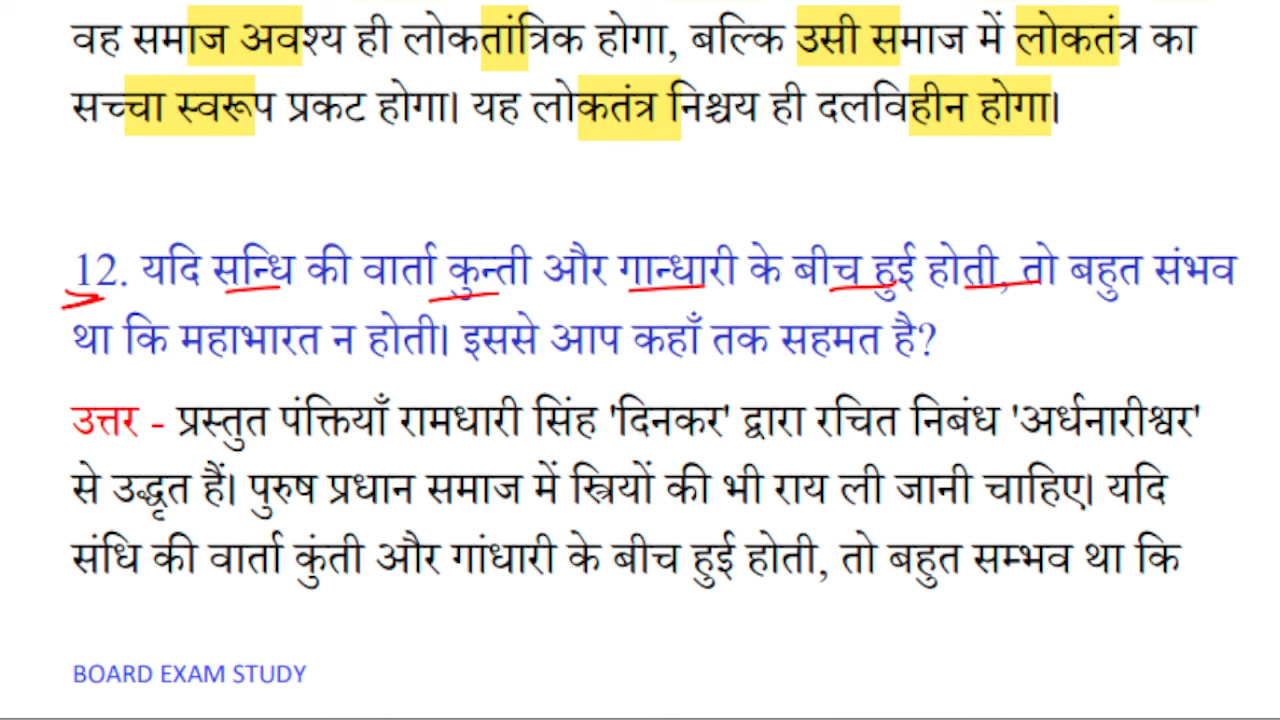 वह समाज अवश्य ही लोकतांत्रिक होगा, बल्कि उसी समाज में लोकतंत्र का
सच्चा स्वरूप प्रकट होगा। यह लोकतंत्र निश्चय ही दलविहीन होगा।
12. यदि सन्धि की वार्ता कुन्ती और गान्धारी के बीच हुई होती, तो बहुत संभव
था कि महाभारत न होती। इससे आप कहाँ तक सहमत है?
उत्तर - प्रस्तुत पंक्तियाँ रामधारी सिंह 'दिनकर' द्वारा रचित निबंध 'अर्धनारीश्वर'
से उद्धृत हैं। पुरुष प्रधान समाज में स्त्रियों की भी राय ली जानी चाहिए। यदि
संधि की वार्ता कुंती और गांधारी के बीच हुई होती, तो बहुत सम्भव था कि
BOARD EXAM STUDY